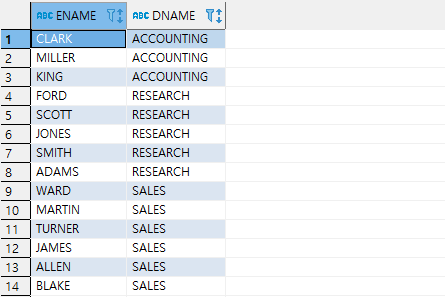 ABC ENAME ABC DNAME
1 CLARK ACCOUNTING
2 MILLER ACCOUNTING
3 KING ACCOUNTING
4 FORD RESEARCH
5 SCOTT RESEARCH
6 JONES RESEARCH
7 SMITH RESEARCH
8 ADAMS RESEARCH
9 WARD SALES
10 MARTIN SALES
11 TURNER SALES
12 JAMES SALES
13 ALLEN SALES
14 BLAKE SALES